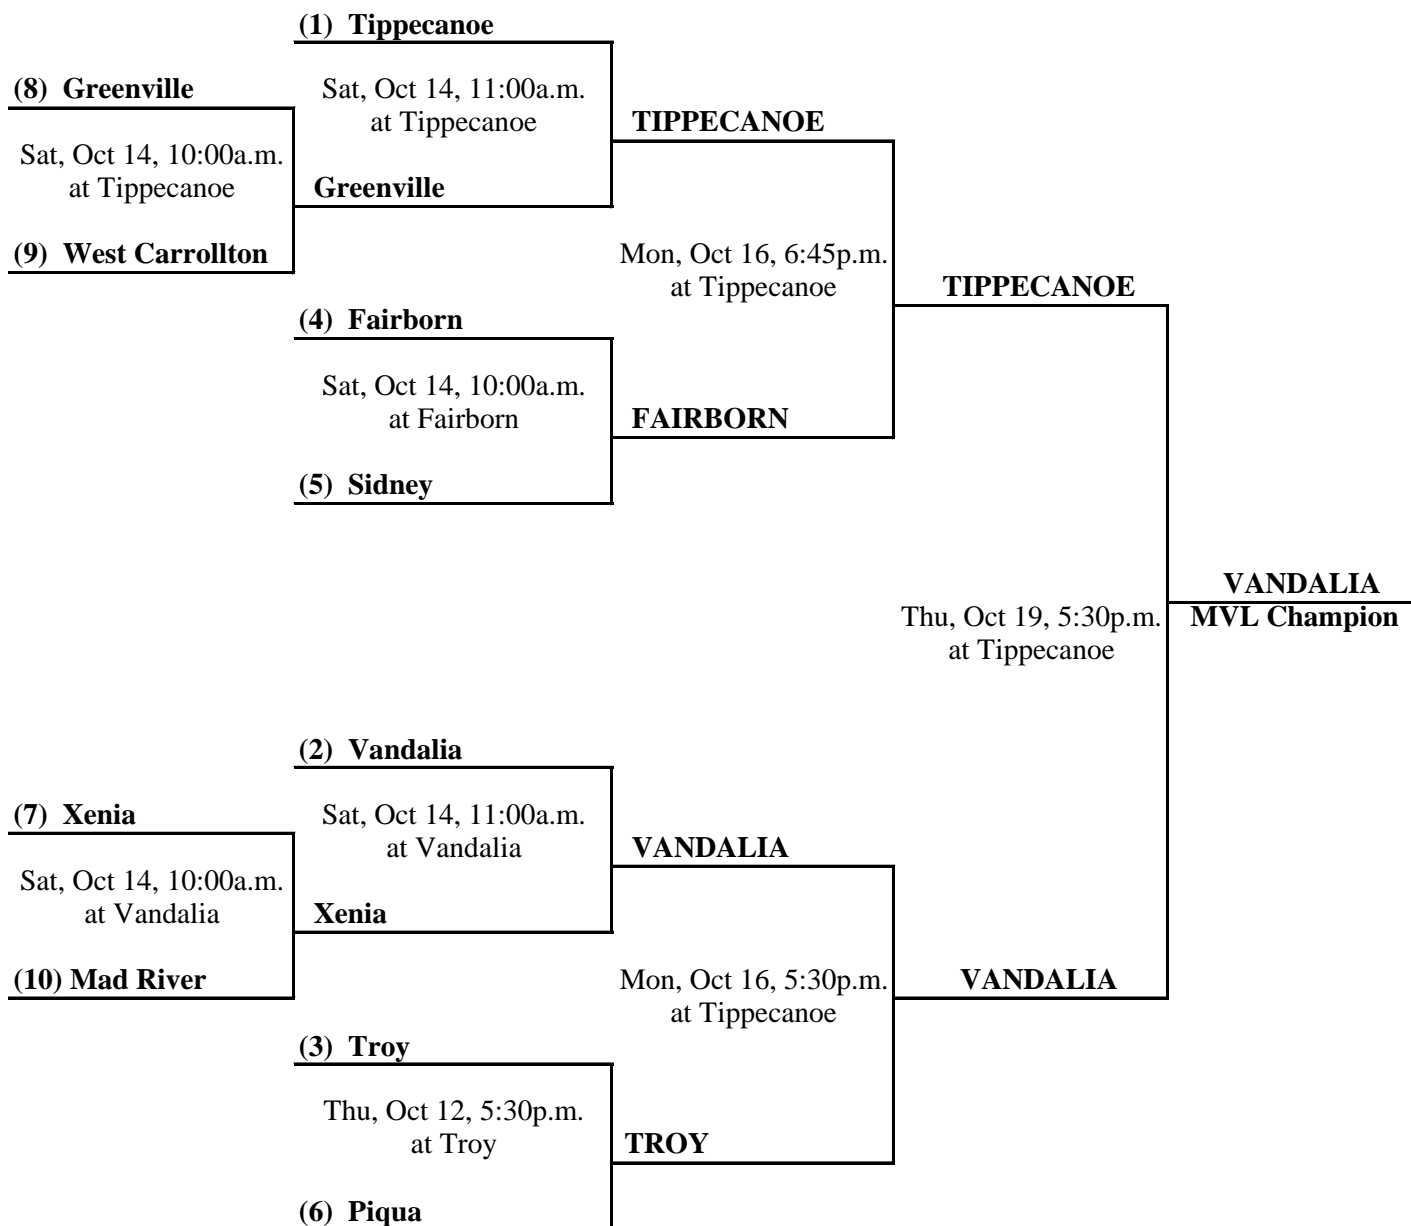 (1) Tippecanoe
(8) Greenville
Sat, Oct 14, 11:00a.m.
at Tippecanoe
TIPPECANOE
Sat, Oct 14, 10:00a.m.
at Tippecanoe
Greenville
(9) West Carrollton
Mon, Oct 16, 6:45p.m.
at Tippecanoe
TIPPECANOE
(4) Fairborn
Sat, Oct 14, 10:00a.m.
at Fairborn
FAIRBORN
(5) Sidney
VANDALIA
MVL Champion
Thu, Oct 19, 5:30p.m.
at Tippecanoe
(2) Vandalia
(7) Xenia
Sat, Oct 14, 11:00a.m.
at Vandalia
VANDALIA
Sat, Oct 14, 10:00a.m.
at Vandalia
Xenia
(10) Mad River
Mon, Oct 16, 5:30p.m.
at Tippecanoe
VANDALIA
(3) Troy
Thu, Oct 12, 5:30p.m.
at Troy
TROY
(6) Piqua